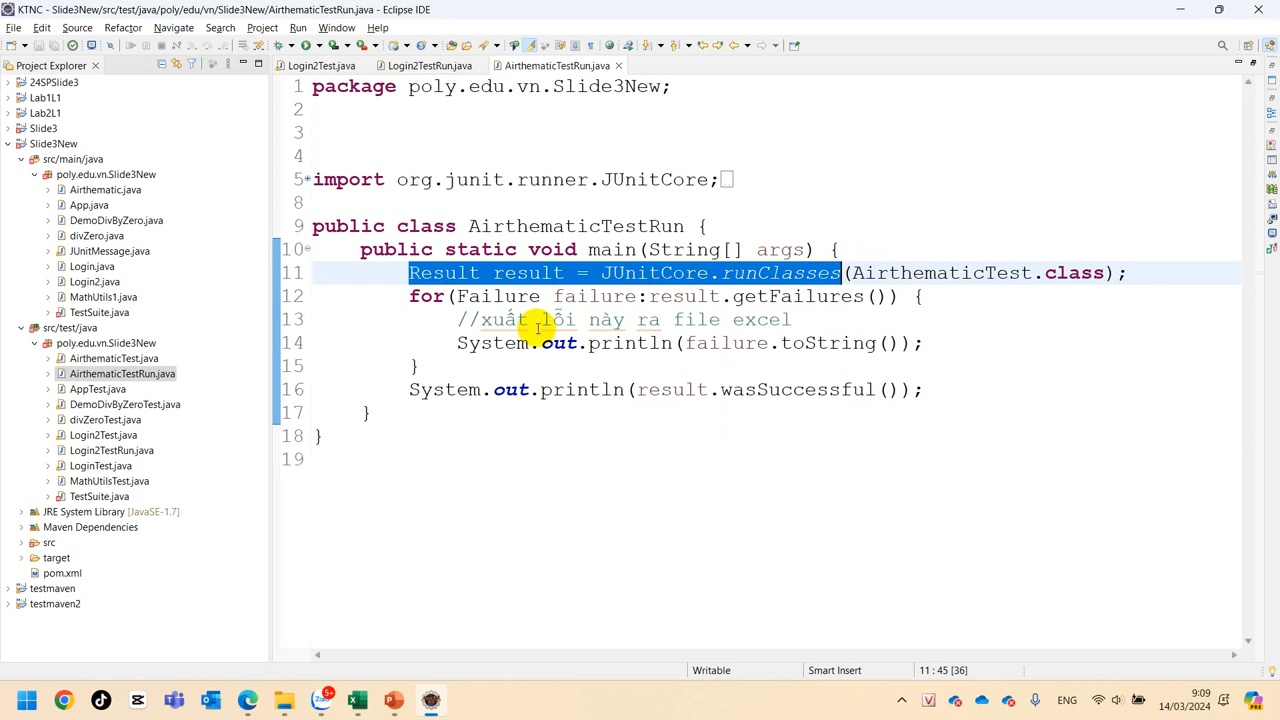 KTNC - Slide3New/src/test/java/poly/edu/vn/Slide3New/AirthematicTestRun.java - Eclipse IDE
File Edit Source Refactor Navigate Search Project Run Window Help
Project Explorer
Login2Test.java Login2TestRun.java AirthematicTestRun.java
24SPSlide3
Lab1L1
Lab2L1
Slide3
Slide3New
src/main/java
poly.edu.vn.Slide3New
Airthematic.java
App.java
DemoDivByZero.java
divZero.java
JUnitMessage.java
Login.java
Login2.java
MathUtils1.java
TestSuite.java
src/test/java
poly.edu.vn.Slide3New
AirthematicTest.java
AirthematicTestRun.java
AppTest.java
DemoDivByZeroTest.java
divZeroTest.java
Login2Test.java
Login2TestRun.java
LoginTest.java
MathUtilsTest.java
TestSuite.java
JRE System Library [JavaSE-1.7]
Maven Dependencies
src
target
pom.xml
testmaven
testmaven2
1 package poly.edu.vn.Slide3New;
2
3
4
5 import org.junit.runner.JUnitCore;
8
9 public class AirthematicTestRun {
10 public static void main(String[] args) {
11 Result result = JUnitCore.runClasses(AirthematicTest.class);
12 for(Failure failure:result.getFailures()) {
13 //xuất lỗi này ra file excel
14 System.out.println(failure.toString());
15 }
16 System.out.println(result.wasSuccessful());
17 }
18 }
19
Writable Smart Insert 11 : 45 [36]
5+
ENG
9:09
14/03/2024
PRE